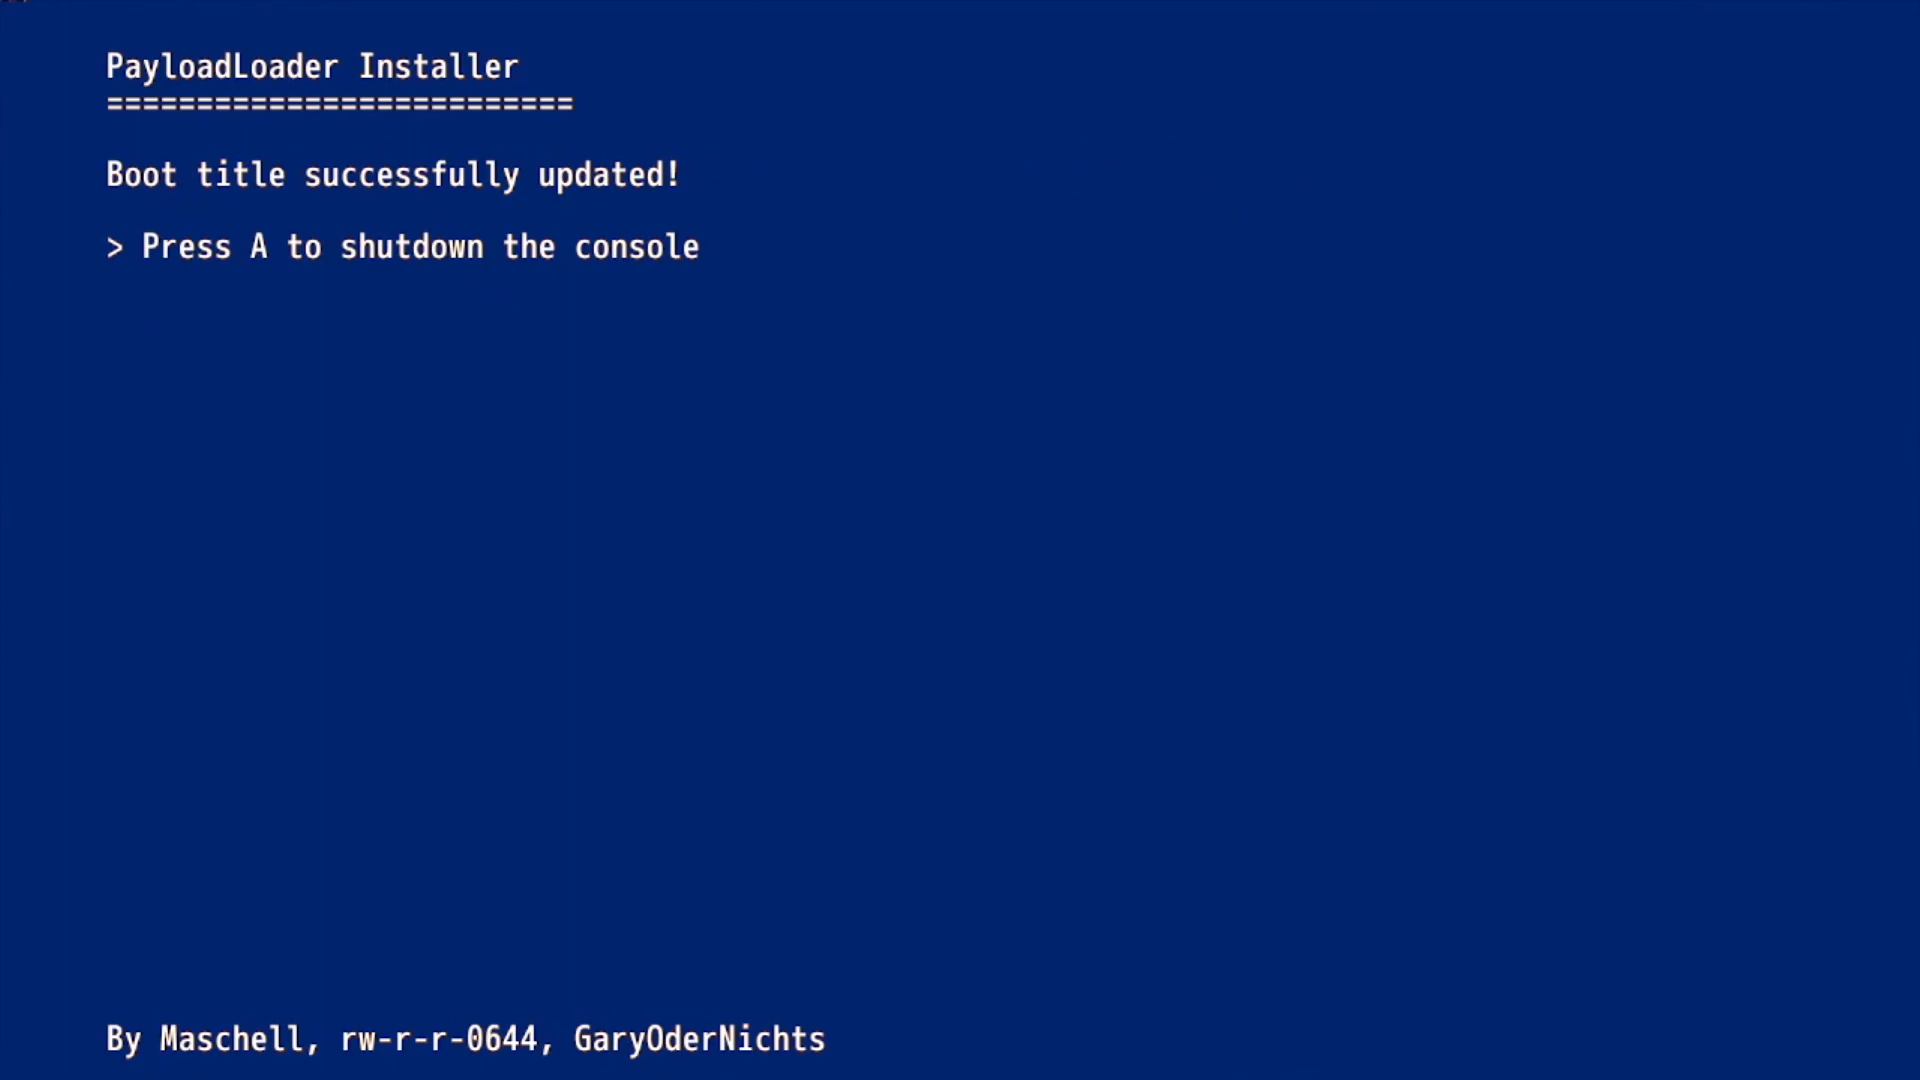 PayloadLoader Installer
==========================
Boot title successfully updated!
> Press A to shutdown the console
By Maschell, rw-r-r-0644, GaryOderNichts